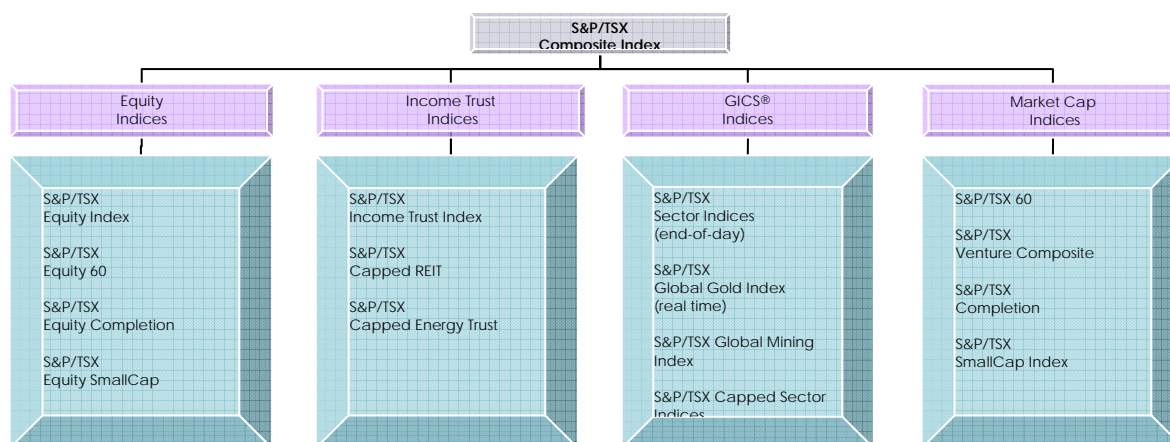 S&P/TSX
Composite Index
Equity
Indices
Income Trust
Indices
GICS®
Indices
Market Cap
Indices
S&P/TSX
Equity Index
S&P/TSX
Equity 60
S&P/TSX
Equity Completion
S&P/TSX
Equity SmallCap
S&P/TSX
Income Trust Index
S&P/TSX
Capped REIT
S&P/TSX
Capped Energy Trust
S&P/TSX
Sector Indices
(end-of-day)
S&P/TSX
Global Gold Index
(real time)
S&P/TSX Global Mining
Index
S&P/TSX Capped Sector
Indices
S&P/TSX 60
S&P/TSX
Venture Composite
S&P/TSX
Completion
S&P/TSX
SmallCap Index